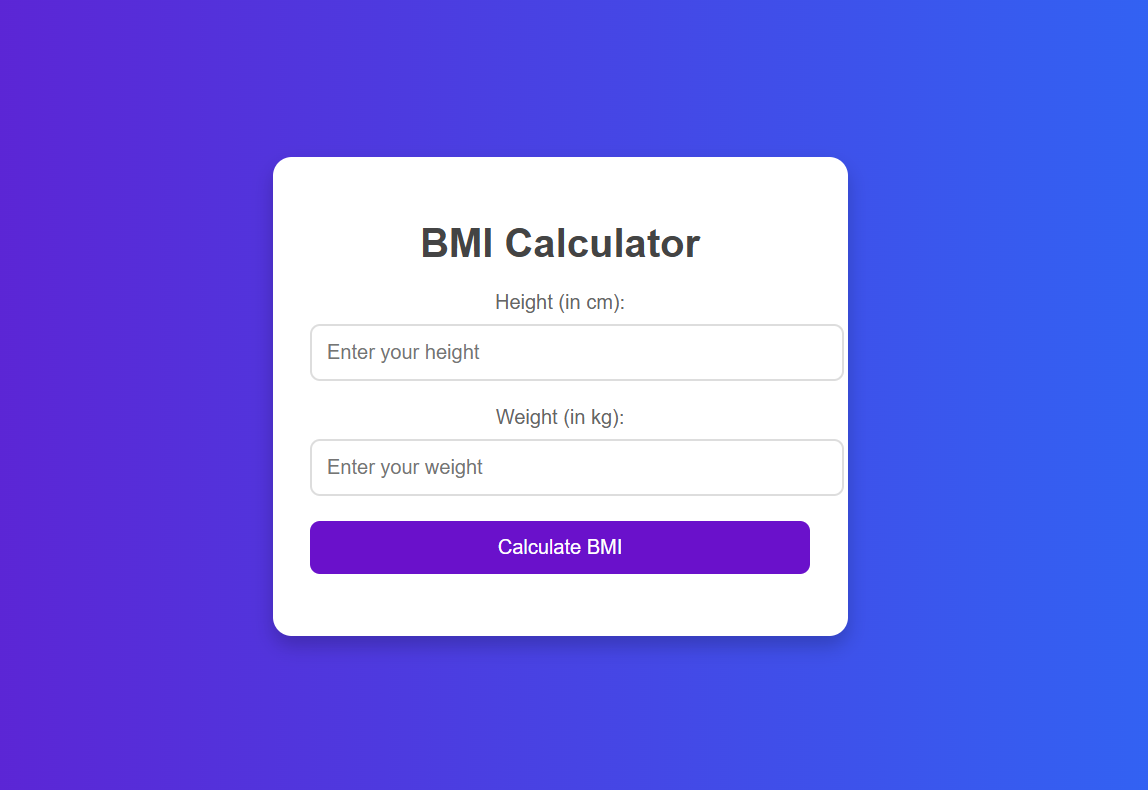 BMI Calculator
Height (in cm):
Enter your height
Weight (in kg):
Enter your weight
Calculate BMI